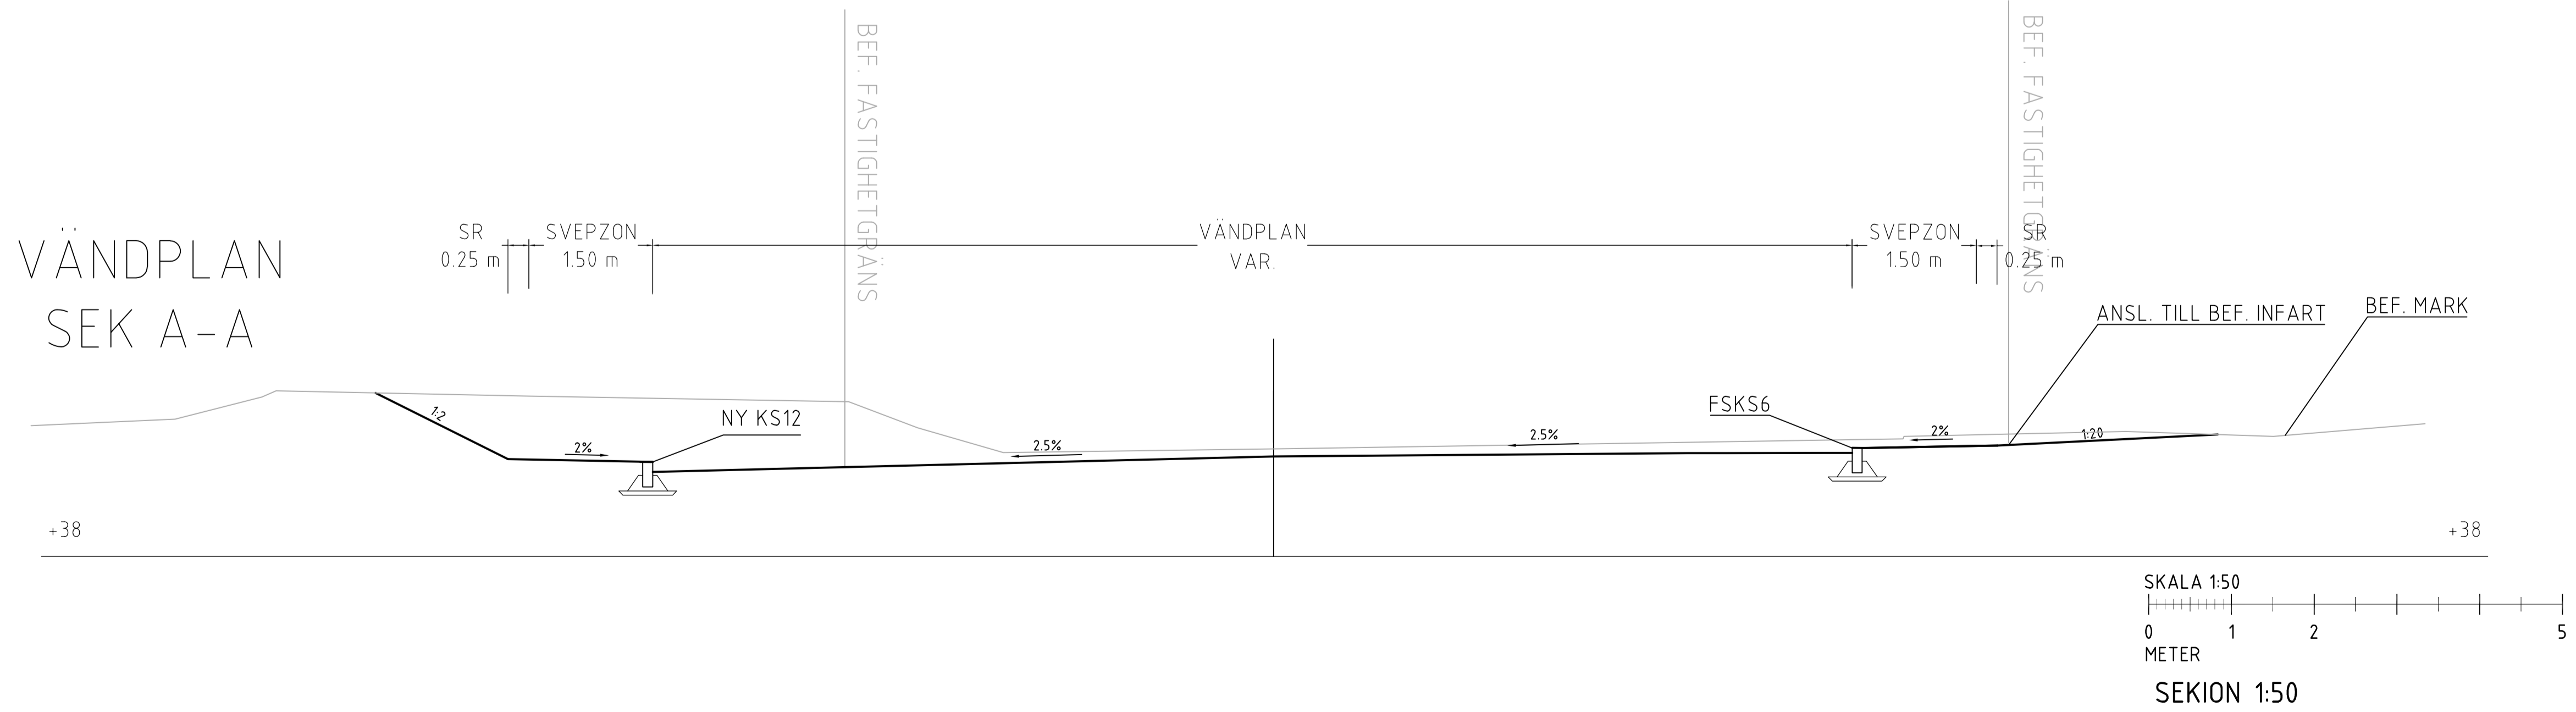 VÄNDPLAN
SEK A-A
BEF. FASTIGHETGRÄNS
BEF. FASTIGHETGRÄNS
SR
0.25 m
SVEPZON
1.50 m
VÄNDPLAN
VAR.
SVEPZON
1.50 m
SR
0.25 m
ANSL. TILL BEF. INFART
BEF. MARK
1:2
2%
NY KS12
2.5%
2.5%
FSKS6
2%
1:20
+38
+38
SKALA 1:50
0 1 2 5
METER
SEKION 1:50